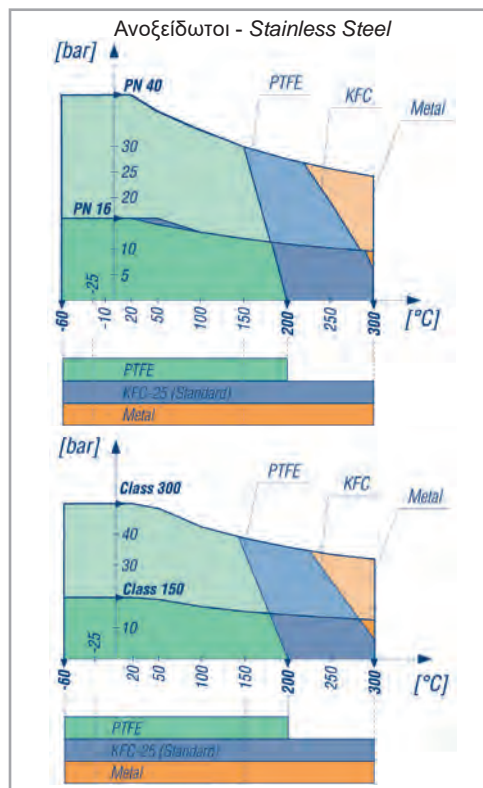 Ανοξείδωτοι - Stainless Steel
[bar]
PN 40
PTFE
KFC
Metal
30
25
20
PN 16
10
5
-60
-25
-10
20
50
100
150
200
250
300
[°C]
PTFE
KFC-25 (Standard)
Metal
[bar]
Class 300
PTFE
KFC
Metal
40
30
Class 150
10
-60
-25
20
50
100
150
200
250
300
[°C]
PTFE
KFC-25 (Standard)
Metal